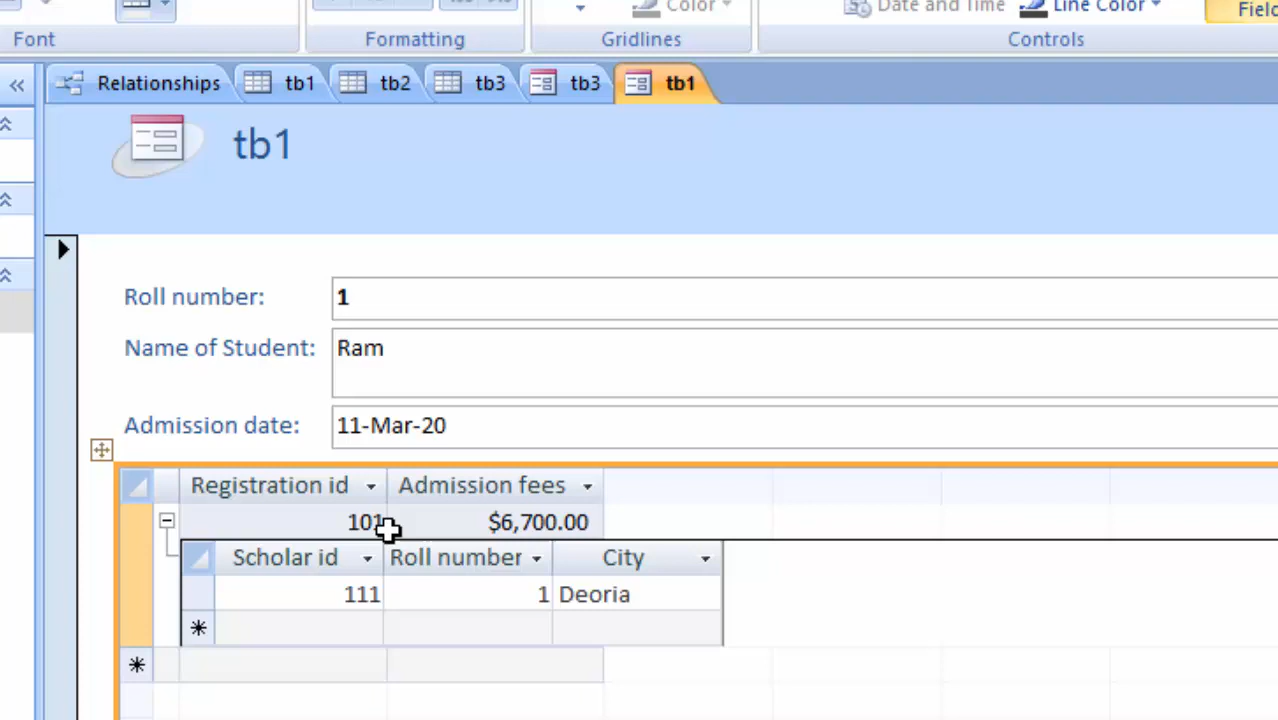 Color Date and Time Line Color
Font Formatting Gridlines Controls
Relationships tb1 tb2 tb3 tb3 tb1
tb1
Roll number: 1
Name of Student: Ram
Admission date: 11-Mar-20
Registration id Admission fees
101 $6,700.00
Scholar id Roll number City
111 1 Deoria